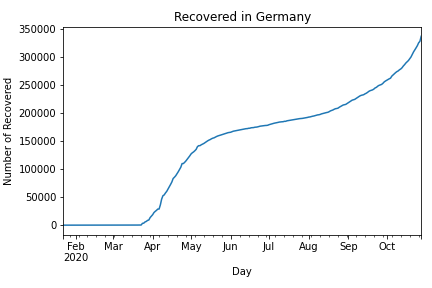 Recovered in Germany
350000
300000
250000
200000
150000
100000
50000
0
Number of Recovered
Feb Mar Apr May Jun Jul Aug Sep Oct
2020
Day